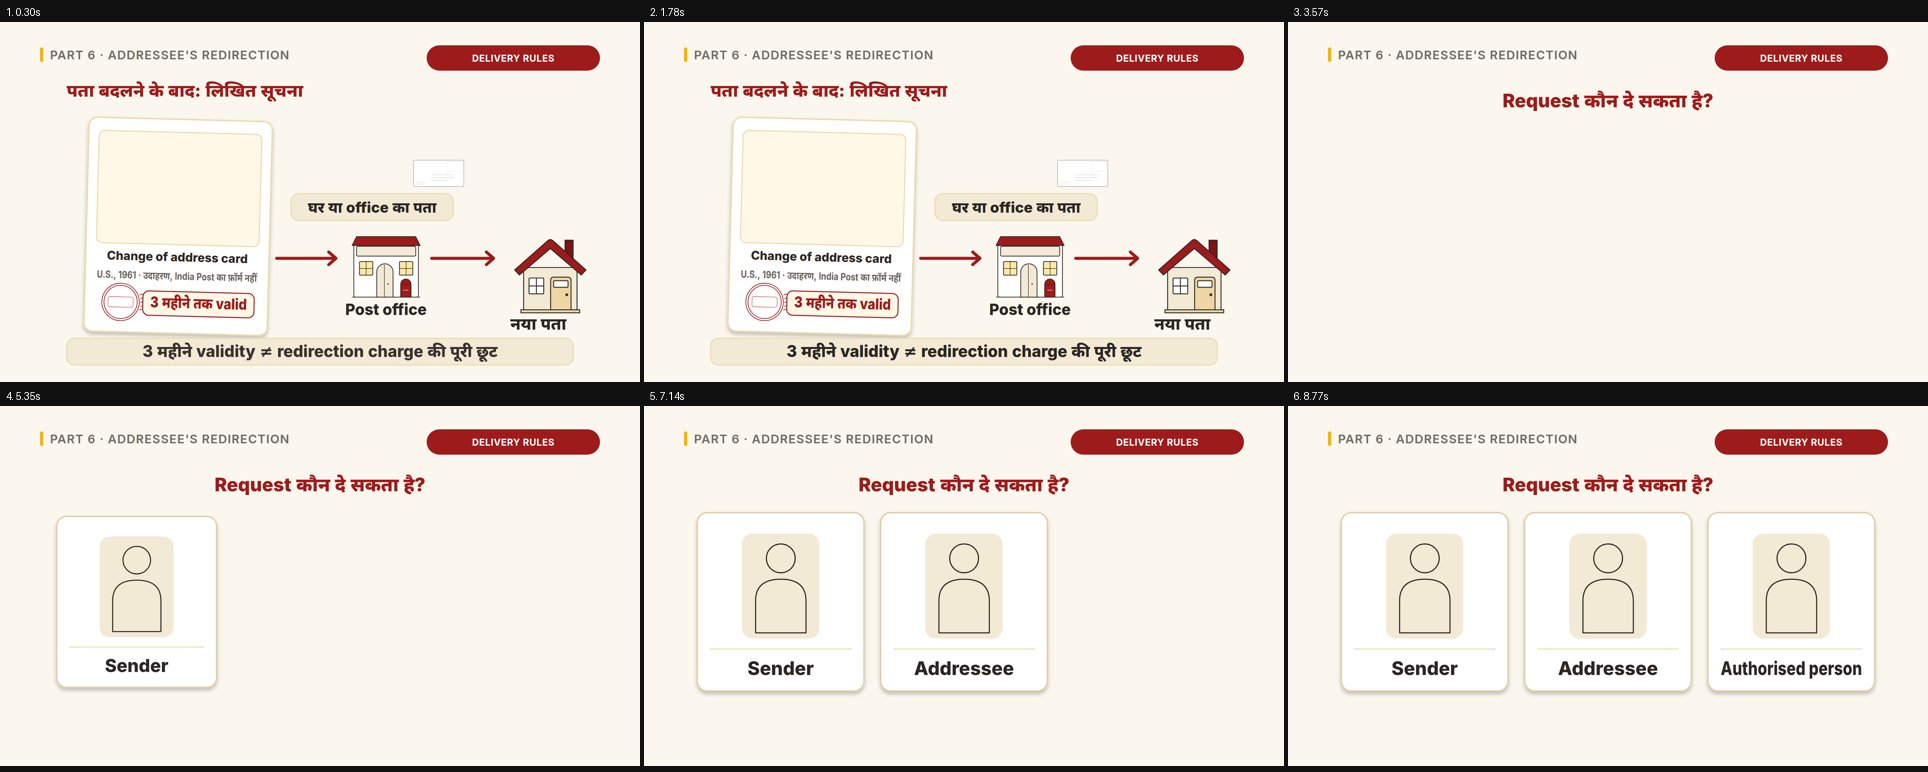 1. 0.30s
PART 6 · ADDRESSEE'S REDIRECTION
DELIVERY RULES
पता बदलने के बाद: लिखित सूचना
घर या office का पता
Change of address card
U.S., 1961 · उदाहरण, India Post का फ़ॉर्म नहीं
3 महीने तक valid
Post office
नया पता
3 महीने validity ≠ redirection charge की पूरी छूट
2. 1.78s
PART 6 · ADDRESSEE'S REDIRECTION
DELIVERY RULES
पता बदलने के बाद: लिखित सूचना
घर या office का पता
Change of address card
U.S., 1961 · उदाहरण, India Post का फ़ॉर्म नहीं
3 महीने तक valid
Post office
नया पता
3 महीने validity ≠ redirection charge की पूरी छूट
3. 3.57s
PART 6 · ADDRESSEE'S REDIRECTION
DELIVERY RULES
Request कौन दे सकता है?
4. 5.35s
PART 6 · ADDRESSEE'S REDIRECTION
DELIVERY RULES
Request कौन दे सकता है?
Sender
5. 7.14s
PART 6 · ADDRESSEE'S REDIRECTION
DELIVERY RULES
Request कौन दे सकता है?
Sender
Addressee
6. 8.77s
PART 6 · ADDRESSEE'S REDIRECTION
DELIVERY RULES
Request कौन दे सकता है?
Sender
Addressee
Authorised person